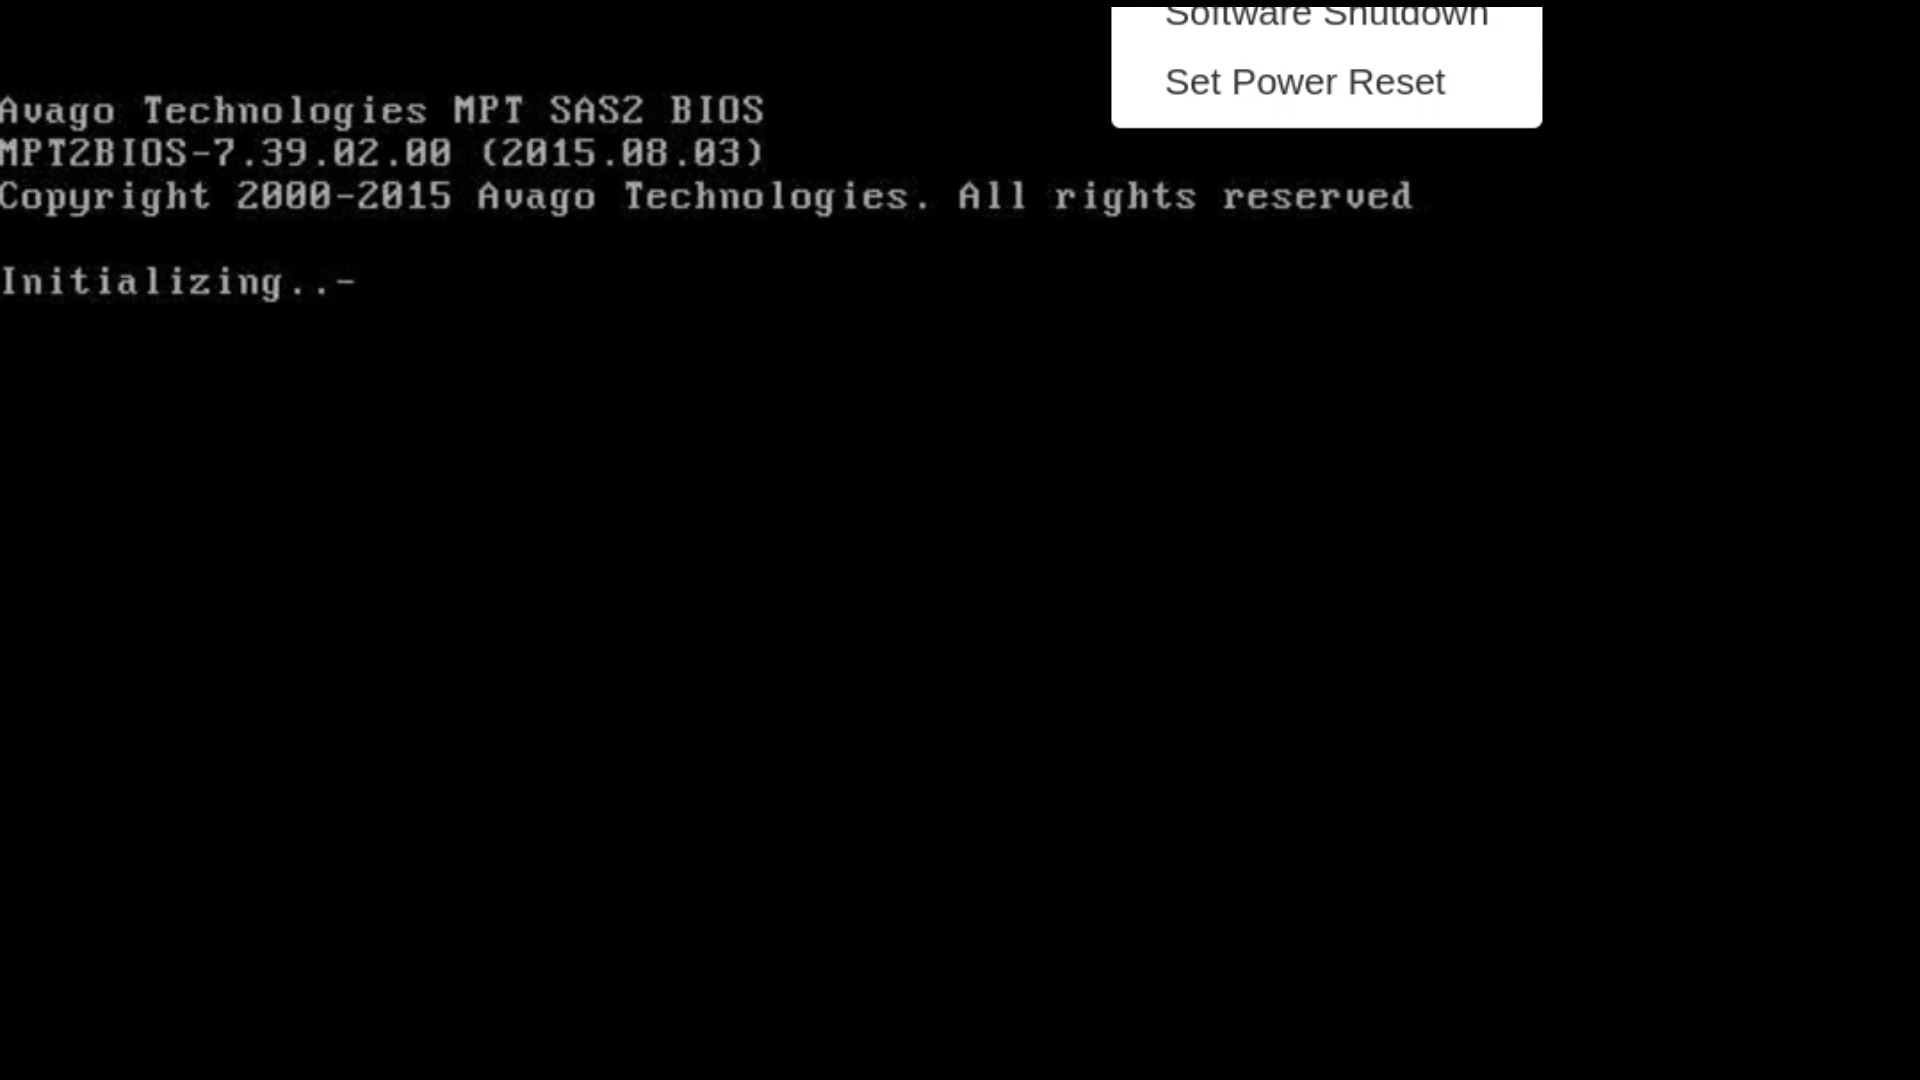 Software Shutdown
Set Power Reset
Avago Technologies MPT SAS2 BIOS
MPT2BIOS-7.39.02.00 (2015.08.03)
Copyright 2000-2015 Avago Technologies. All rights reserved
Initializing..-